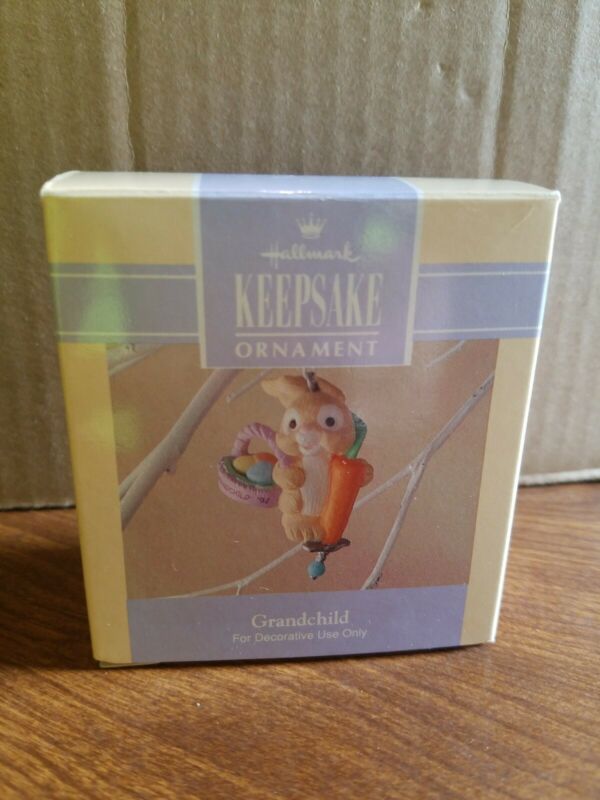 Hallmark
KEEPSAKE
ORNAMENT
Grandchild
For Decorative Use Only